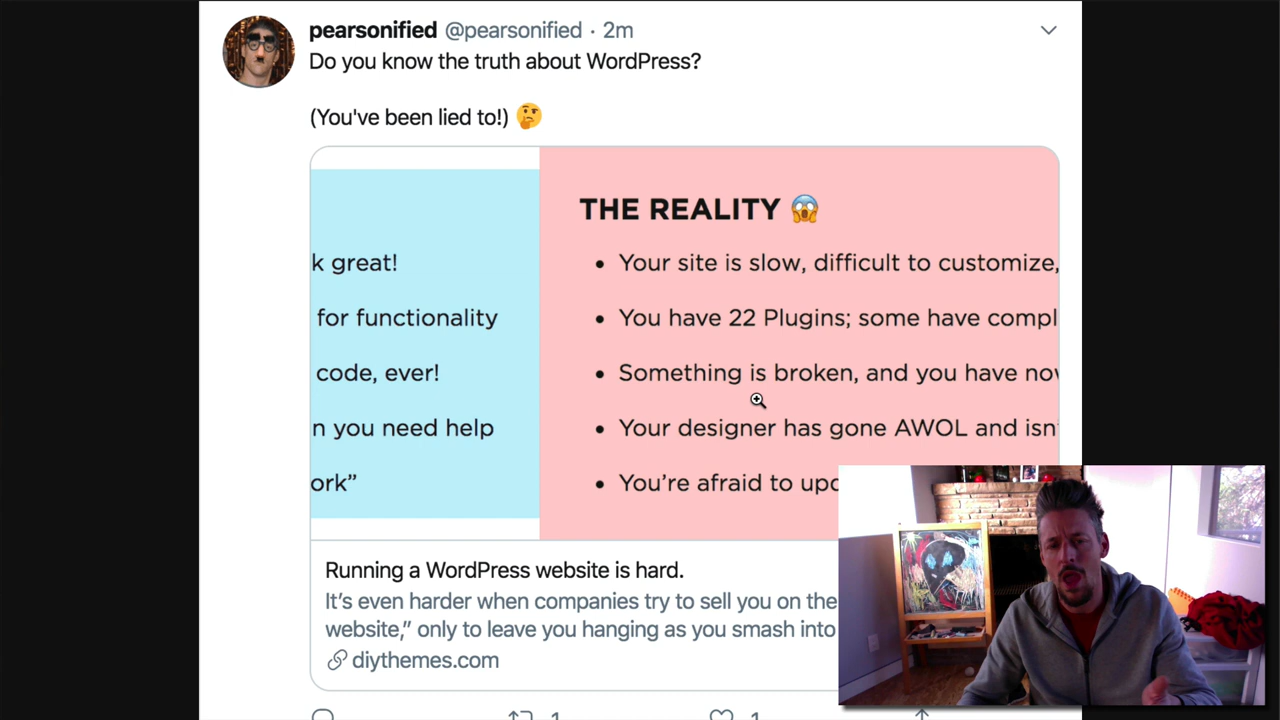 pearsonified @pearsonified · 2m
Do you know the truth about WordPress?
(You've been lied to!) 🤔
k great!
for functionality
code, ever!
n you need help
ork”
THE REALITY 😱
• Your site is slow, difficult to customize,
• You have 22 Plugins; some have compl
• Something is broken, and you have nov
• Your designer has gone AWOL and isn'
• You’re afraid to upd
Running a WordPress website is hard.
It’s even harder when companies try to sell you on the
website,” only to leave you hanging as you smash into
diythemes.com
1
1